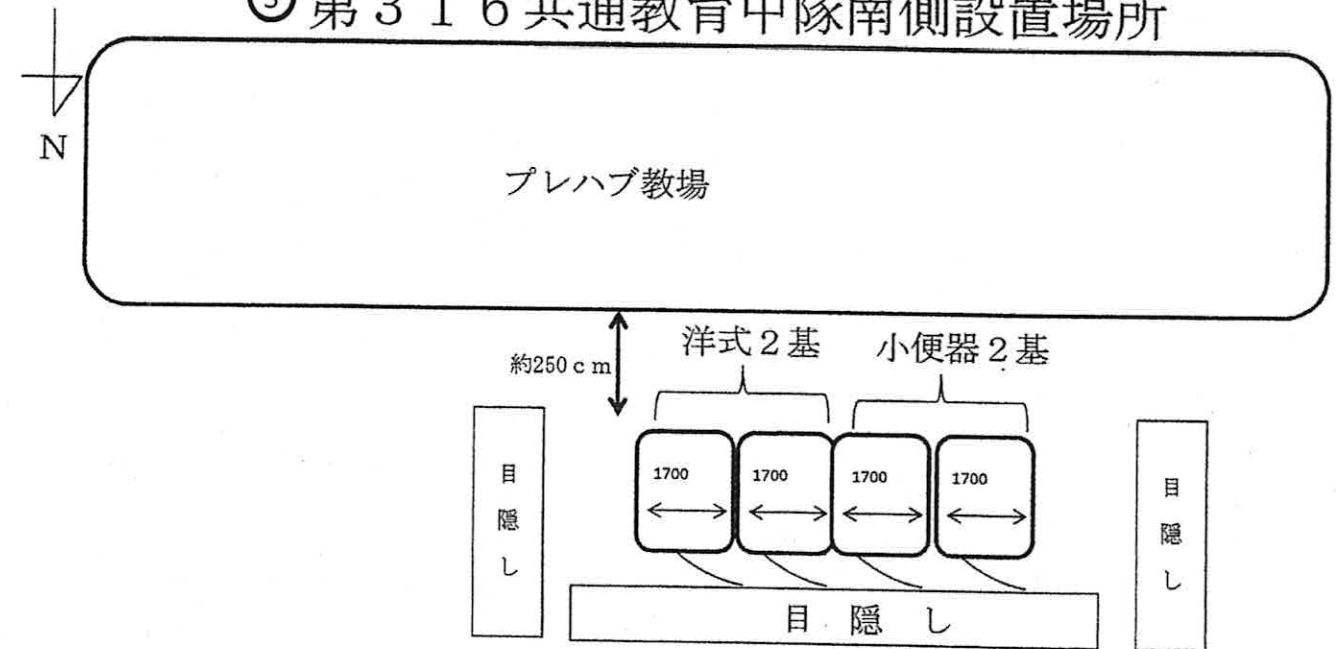 ⑤第３１６共通教育中隊南側設置場所
N
プレハブ教場
約250ｃｍ
洋式２基
小便器２基
目隠し
1700
1700
1700
1700
目隠し
目隠し